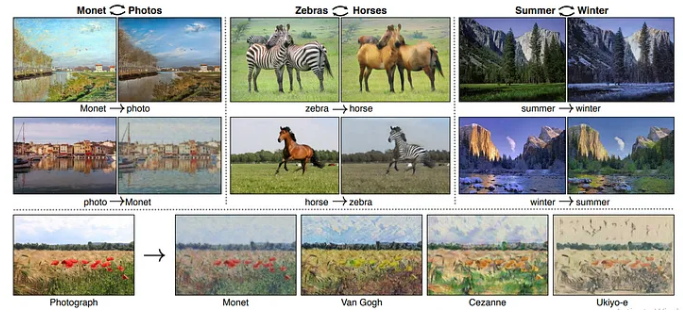 Monet ⟳ Photos
Zebras ⟳ Horses
Summer ⟳ Winter
Monet → photo
zebra → horse
summer → winter
photo → Monet
horse → zebra
winter → summer
Photograph
Monet
Van Gogh
Cezanne
Ukiyo-e